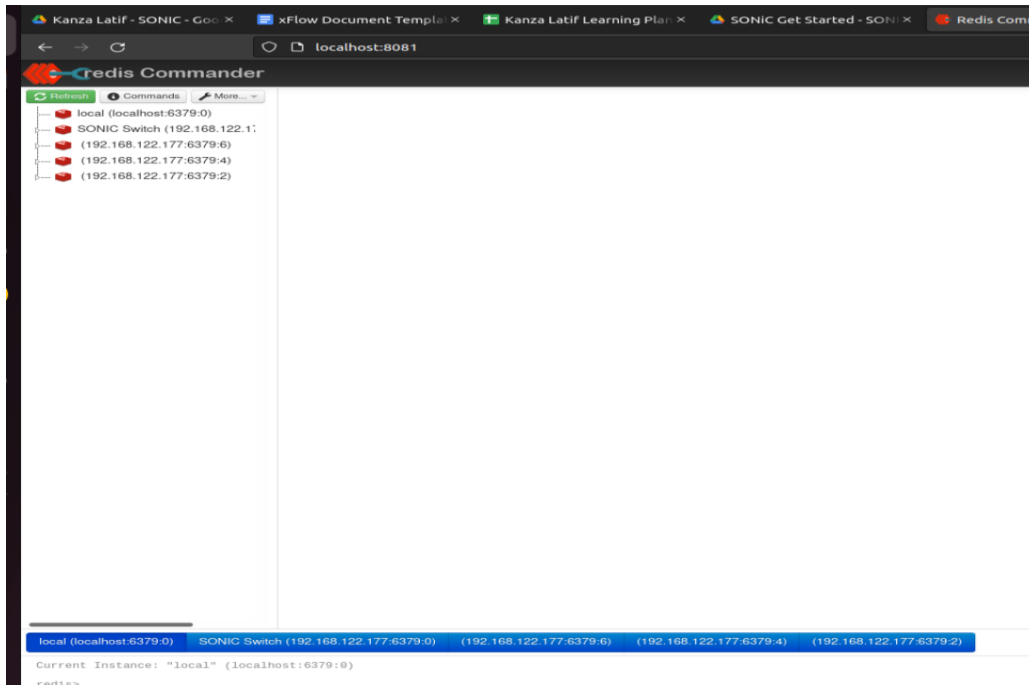 Kanza Latif - SONIC - Goo
xFlow Document Templa
Kanza Latif Learning Plan
SONiC Get Started - SONI
Redis Com
localhost:8081
redis Commander
Refresh
Commands
More...
local (localhost:6379:0)
SONIC Switch (192.168.122.17
(192.168.122.177:6379:6)
(192.168.122.177:6379:4)
(192.168.122.177:6379:2)
local (localhost:6379:0) SONIC Switch (192.168.122.177:6379:0) (192.168.122.177:6379:6) (192.168.122.177:6379:4) (192.168.122.177:6379:2)
Current Instance: "local" (localhost:6379:0)
redis>